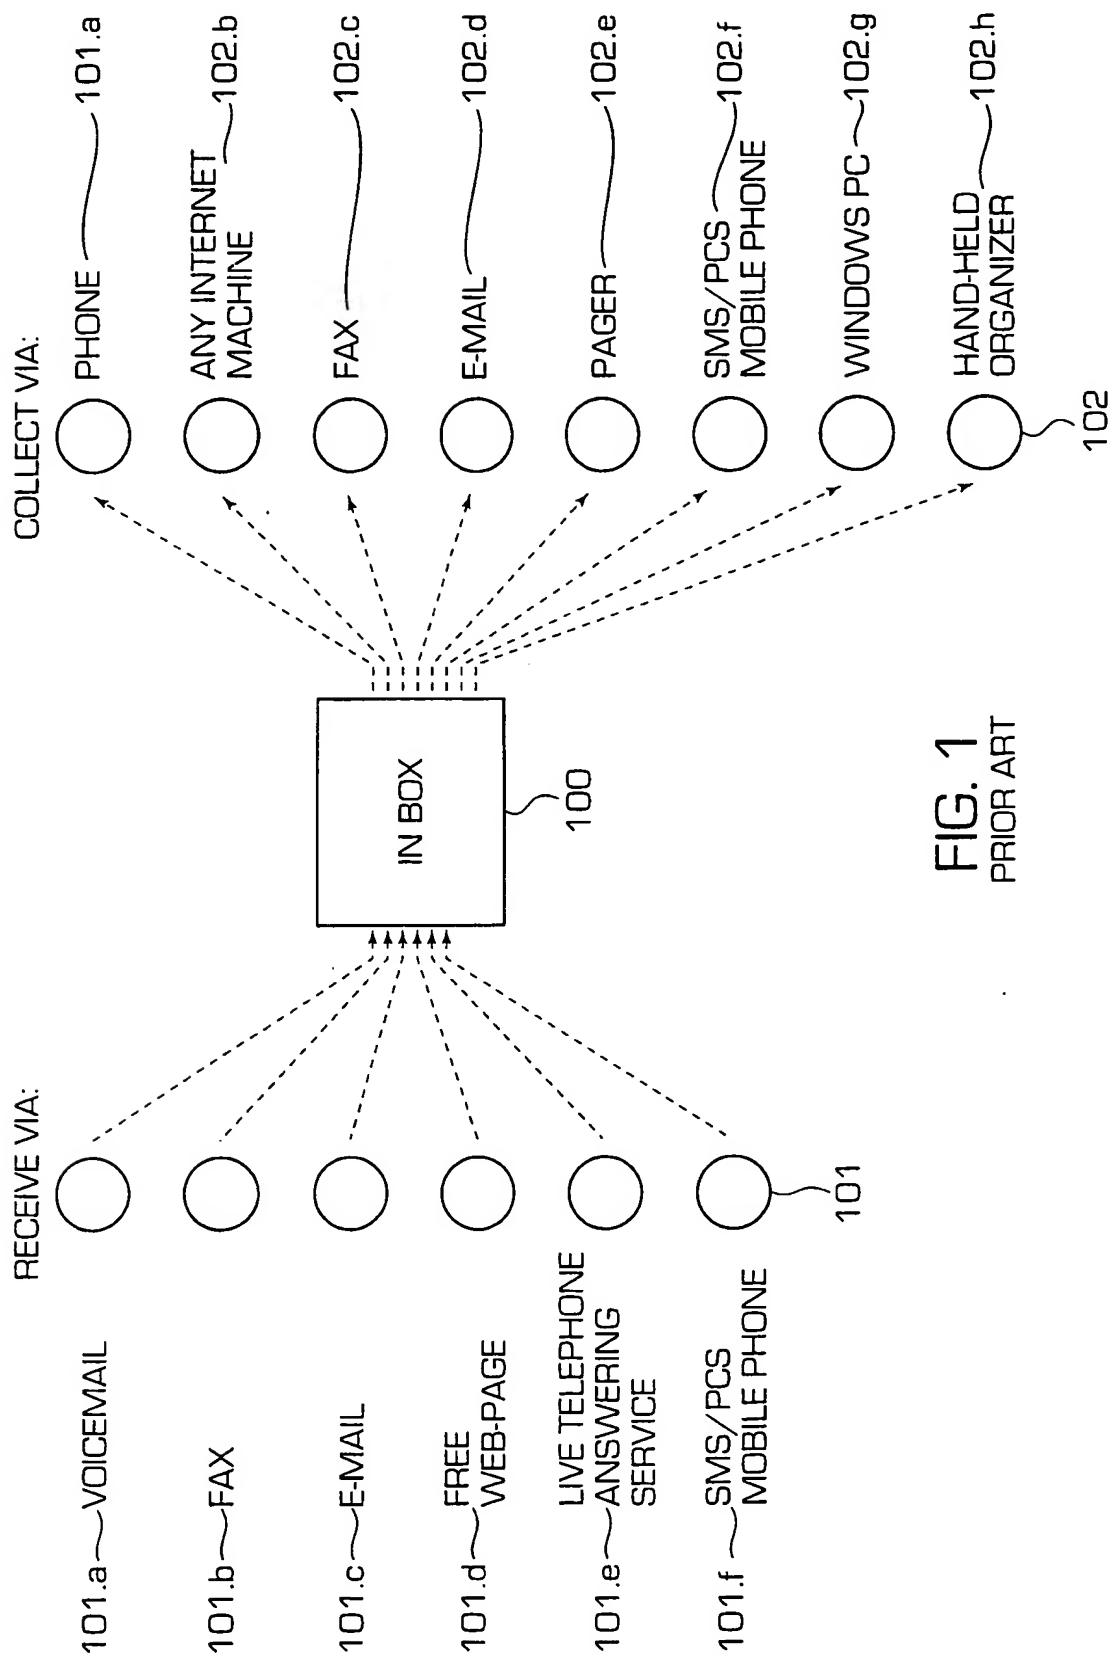 RECEIVE VIA:
101.a VOICEMAIL
101.b FAX
101.c E-MAIL
101.d FREE
WEB-PAGE
101.e LIVE TELEPHONE
ANSWERING
SERVICE
101.f SMS/PCS
MOBILE PHONE
101
IN BOX
100
COLLECT VIA:
PHONE 101.a
ANY INTERNET
MACHINE 102.b
FAX 102.c
E-MAIL 102.d
PAGER 102.e
SMS/PCS
MOBILE PHONE 102.f
WINDOWS PC 102.g
HAND-HELD
ORGANIZER 102.h
102
FIG. 1
PRIOR ART